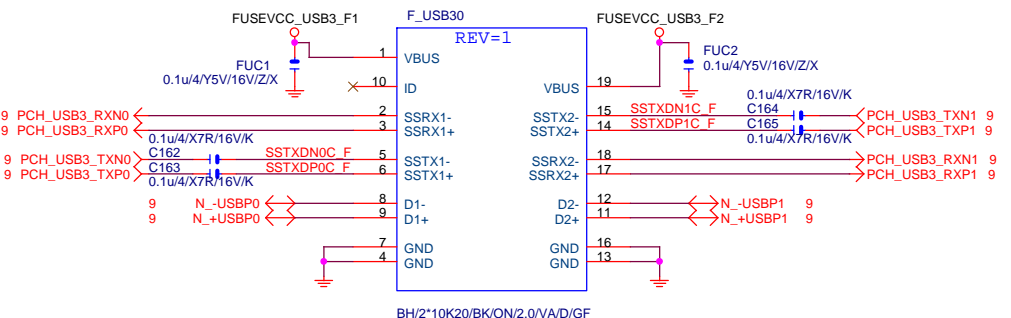 FUSEVCC_USB3_F1
F_USB30
FUSEVCC_USB3_F2
REV=1
FUC1
0.1u/4/Y5V/16V/Z/X
FUC2
0.1u/4/Y5V/16V/Z/X
1 VBUS
10 ID
VBUS 19
9 PCH_USB3_RXN0 2 SSRX1-
9 PCH_USB3_RXP0 3 SSRX1+
0.1u/4/X7R/16V/K
SSTX2- 15 SSTXDN1C_F C164 PCH_USB3_TXN1 9
SSTX2+ 14 SSTXDP1C_F C165 PCH_USB3_TXP1 9
0.1u/4/X7R/16V/K
0.1u/4/X7R/16V/K
9 PCH_USB3_TXN0 C162 SSTXDN0C_F 5 SSTX1-
9 PCH_USB3_TXP0 C163 SSTXDP0C_F 6 SSTX1+
0.1u/4/X7R/16V/K
SSRX2- 18 PCH_USB3_RXN1 9
SSRX2+ 17 PCH_USB3_RXP1 9
9 N_-USBP0 8 D1-
9 N_+USBP0 9 D1+
D2- 12 N_-USBP1 9
D2+ 11 N_+USBP1 9
7 GND
4 GND
GND 16
GND 13
BH/2*10K20/BK/ON/2.0/VA/D/GF